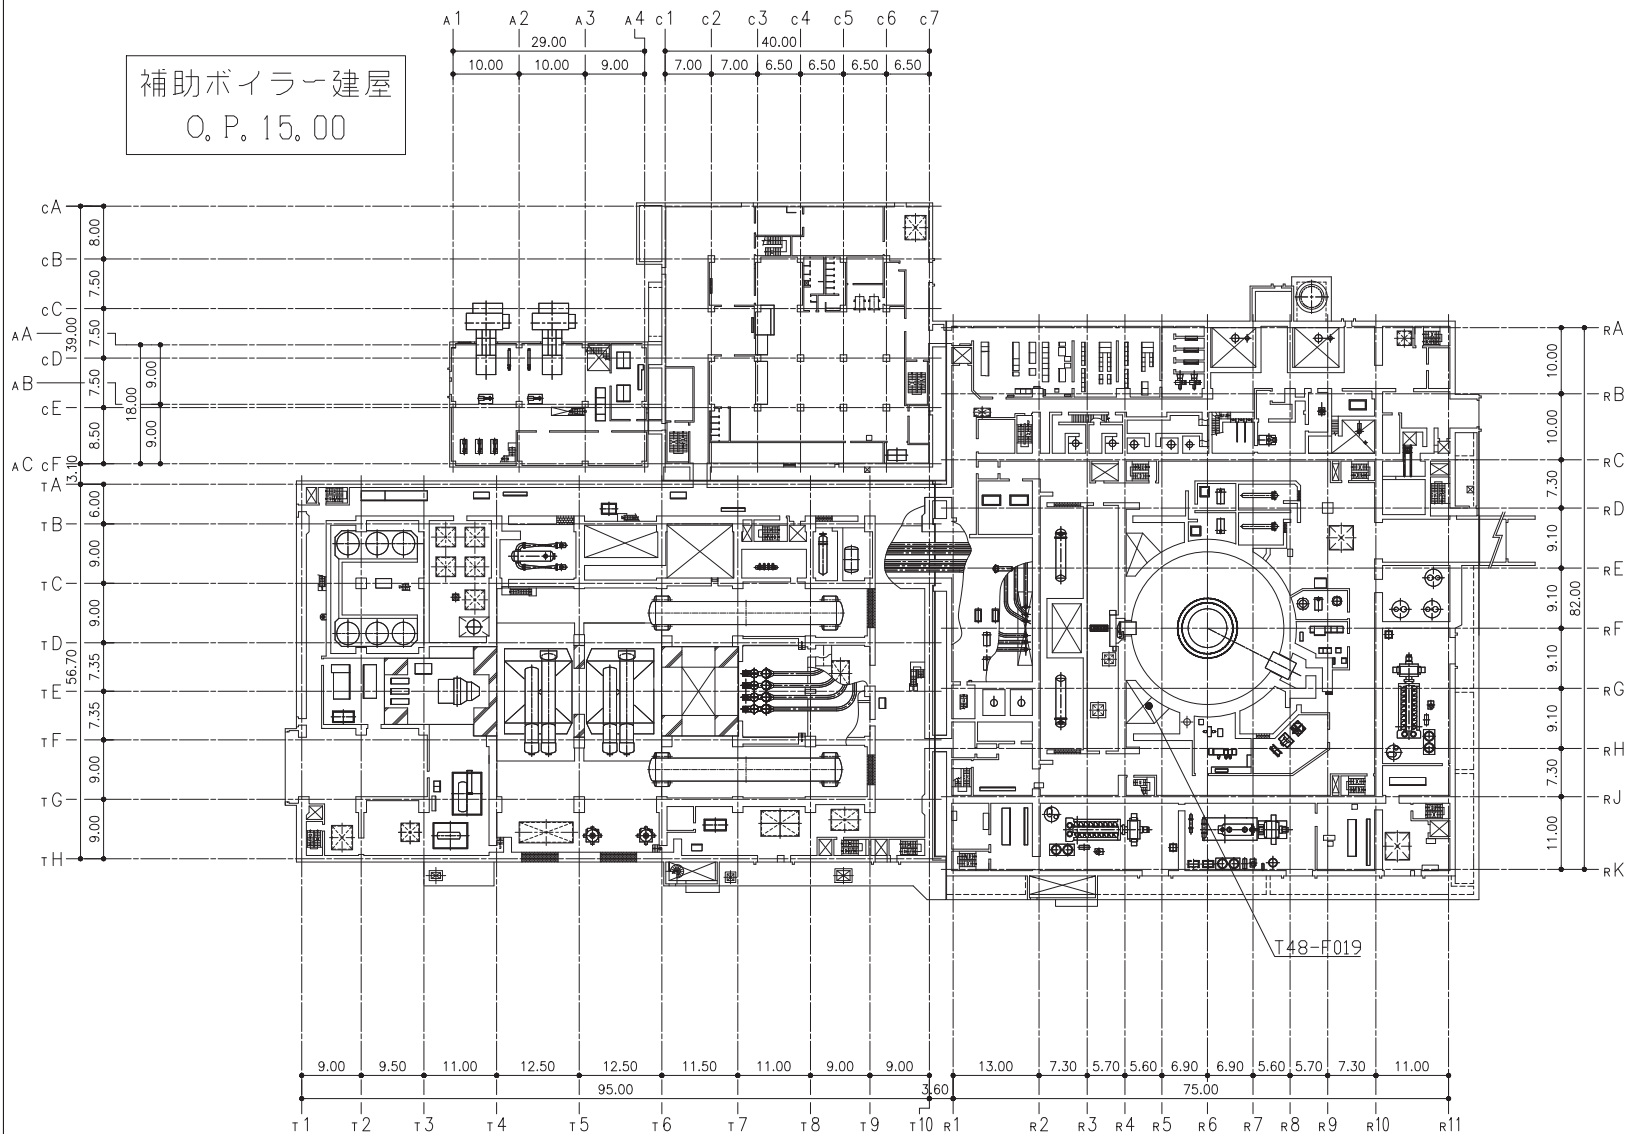 A1 A2 A3 A4 c1 c2 c3 c4 c5 c6 c7
29.00 40.00
10.00 10.00 9.00 7.00 7.00 6.50 6.50 6.50 6.50
補助ボイラー建屋
O. P. 15. 00
cA
8.00
cB
7.50
cC
AA
39.00
7.50
cD
AB
7.50
cE
8.50
AC cF
9.00
18.00
9.00
3.10
TA
6.00
TB
9.00
TC
9.00
TD
56.70
7.35
TE
7.35
TF
9.00
TG
9.00
TH
RA
10.00
RB
10.00
RC
7.30
RD
9.10
RE
9.10
82.00
RF
9.10
RG
9.10
RH
7.30
RJ
11.00
RK
T48-F019
9.00 9.50 11.00 12.50 12.50 11.50 11.00 9.00 9.00 13.00 7.30 5.70 5.60 6.90 6.90 5.60 5.70 7.30 11.00
95.00 3.60 75.00
T1 T2 T3 T4 T5 T6 T7 T8 T9 T10 R1 R2 R3 R4 R5 R6 R7 R8 R9 R10 R11